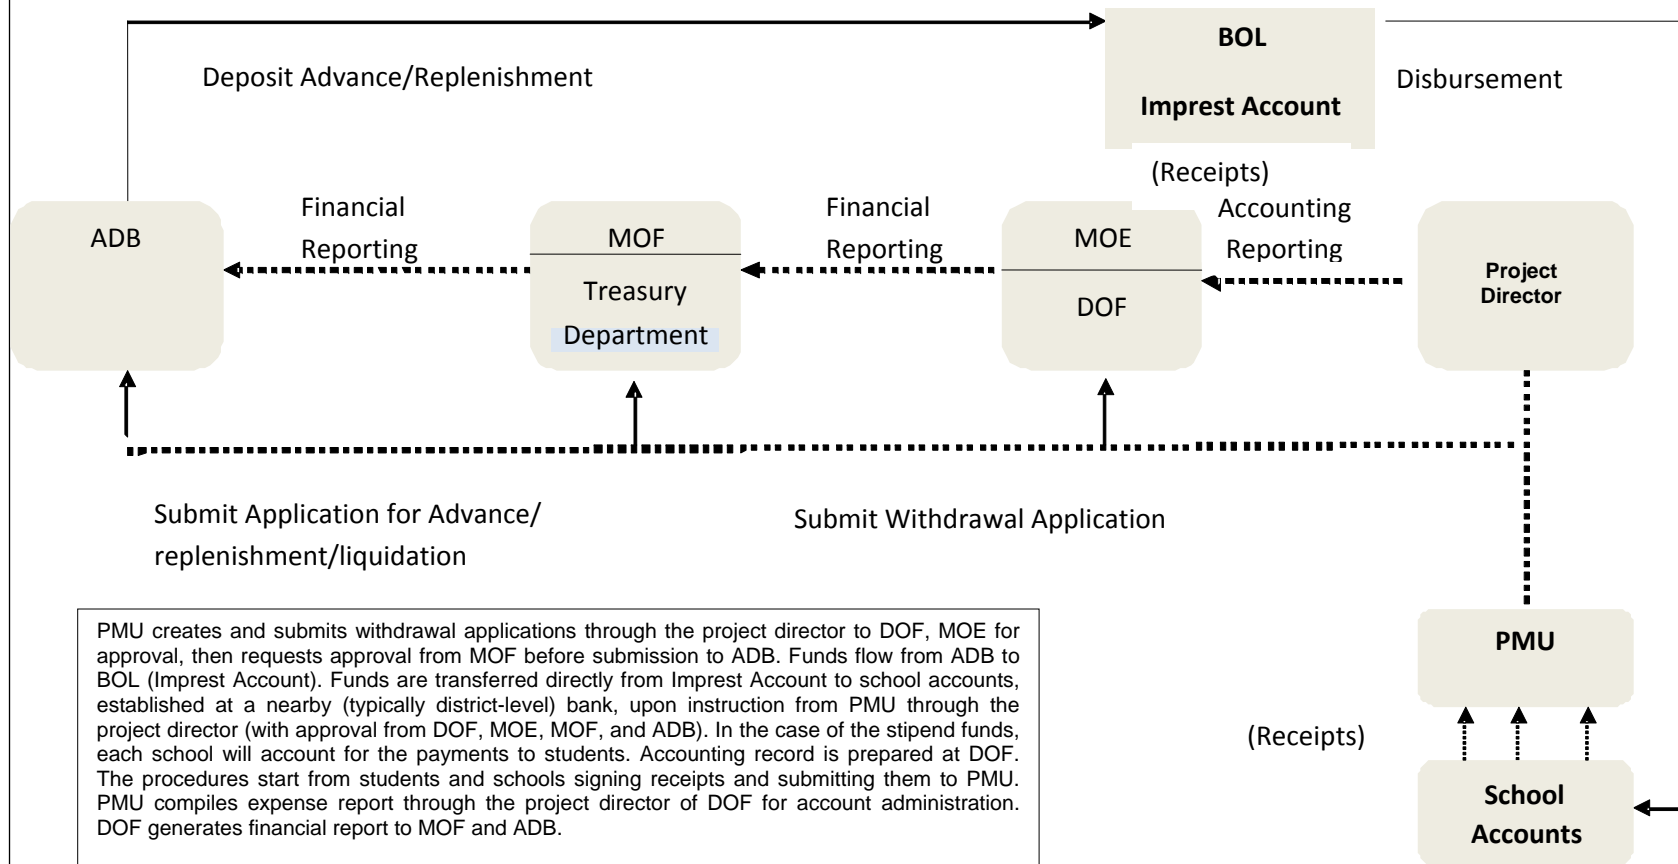 BOL
Deposit Advance/Replenishment
Disbursement
Imprest Account
(Receipts)
Financial
Reporting
Financial
Reporting
Accounting
Reporting
ADB
MOF
Treasury
Department
MOE
DOF
Project
Director
Submit Application for Advance/
replenishment/liquidation
Submit Withdrawal Application
PMU creates and submits withdrawal applications through the project director to DOF, MOE for
approval, then requests approval from MOF before submission to ADB. Funds flow from ADB to
BOL (Imprest Account). Funds are transferred directly from Imprest Account to school accounts,
established at a nearby (typically district-level) bank, upon instruction from PMU through the
project director (with approval from DOF, MOE, MOF, and ADB). In the case of the stipend funds,
each school will account for the payments to students. Accounting record is prepared at DOF.
The procedures start from students and schools signing receipts and submitting them to PMU.
PMU compiles expense report through the project director of DOF for account administration.
DOF generates financial report to MOF and ADB.
PMU
(Receipts)
School
Accounts